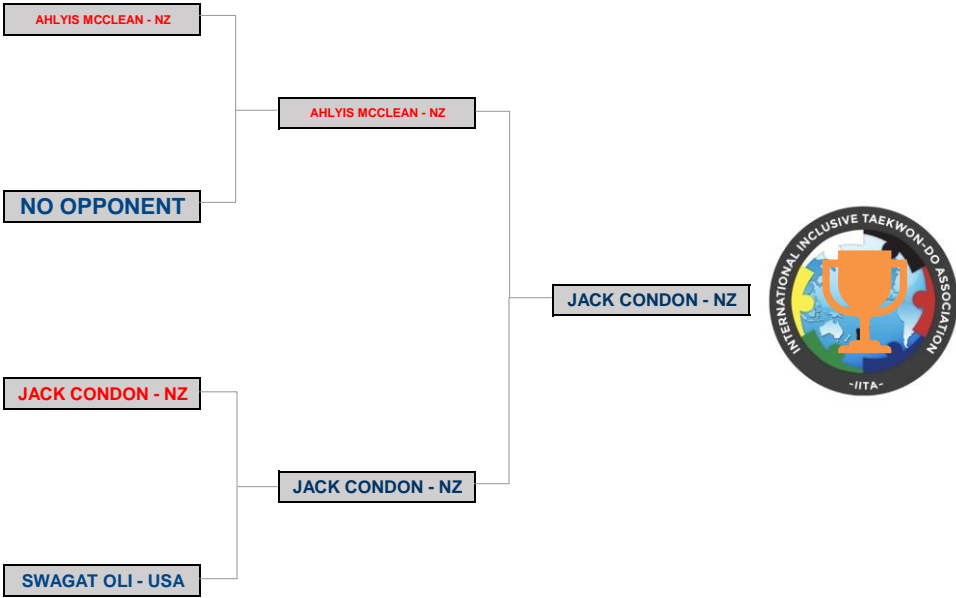 AHLYIS MCCLEAN - NZ
AHLYIS MCCLEAN - NZ
NO OPPONENT
INTERNATIONAL INCLUSIVE TAEKWON-DO ASSOCIATION
JACK CONDON - NZ
-IITA-
JACK CONDON - NZ
JACK CONDON - NZ
SWAGAT OLI - USA